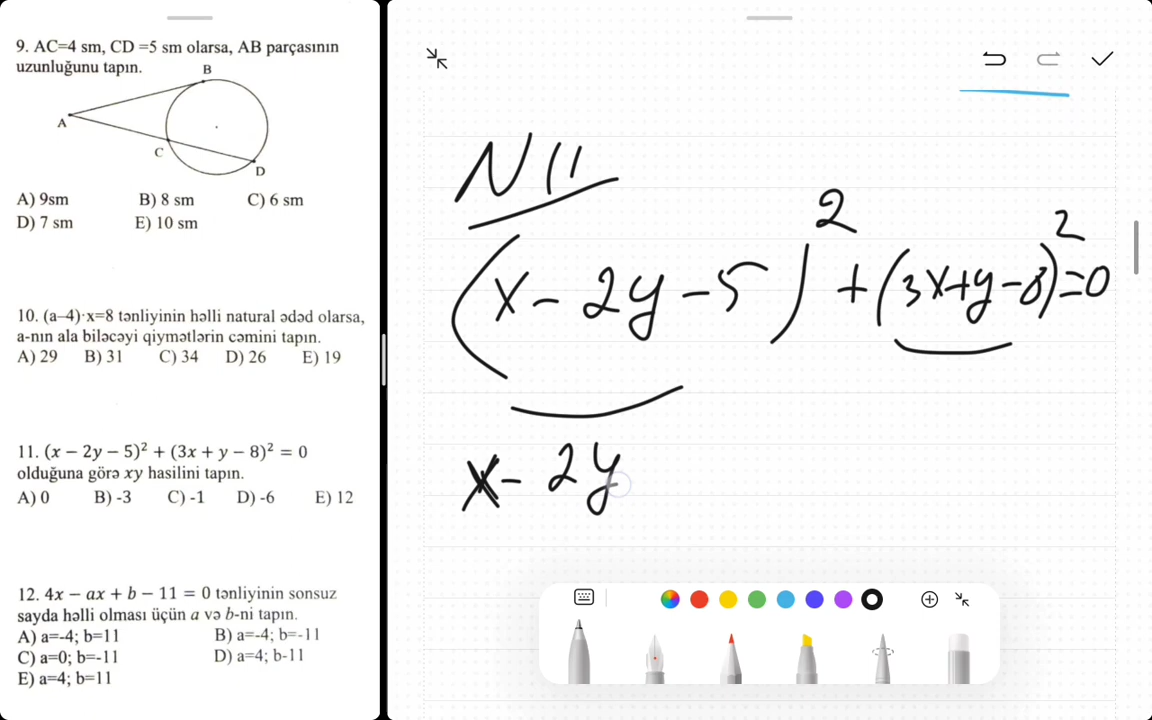 9. AC=4 sm, CD =5 sm olarsa, AB parçasının
uzunluğunu tapın.
B
A
C
D
A) 9sm B) 8 sm C) 6 sm
D) 7 sm E) 10 sm
10. (a–4)·x=8 tənliyinin həlli natural ədəd olarsa,
a-nın ala biləcəyi qiymətlərin cəmini tapın.
A) 29 B) 31 C) 34 D) 26 E) 19
11. (x − 2y − 5)² + (3x + y − 8)² = 0
olduğuna görə xy hasilini tapın.
A) 0 B) -3 C) -1 D) -6 E) 12
12. 4x − ax + b − 11 = 0 tənliyinin sonsuz
sayda həlli olması üçün a və b-ni tapın.
A) a=-4; b=11 B) a=-4; b=-11
C) a=0; b=-11 D) a=4; b-11
E) a=4; b=11
N11
(x − 2y − 5)² + (3x+y−8)²=0
x − 2y